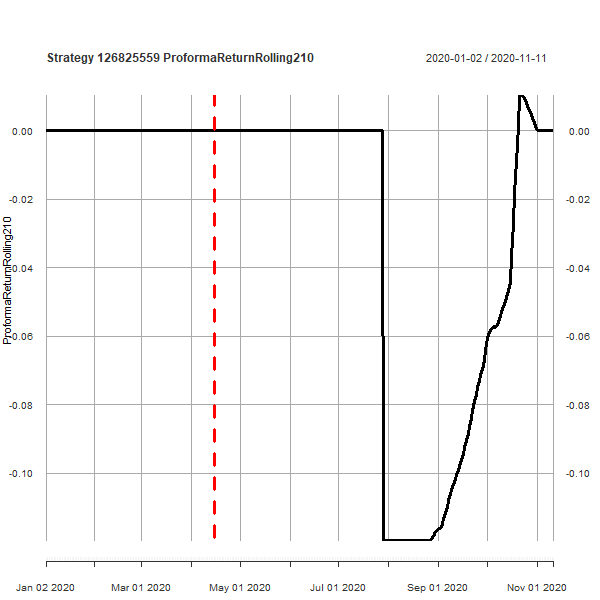 Strategy 126825559 ProformaReturnRolling210
2020-01-02 / 2020-11-11
0.00
0.00
-0.02
-0.02
-0.04
-0.04
-0.06
-0.06
-0.08
-0.08
-0.10
-0.10
ProformaReturnRolling210
Jan 02 2020
Mar 01 2020
May 01 2020
Jul 01 2020
Sep 01 2020
Nov 01 2020